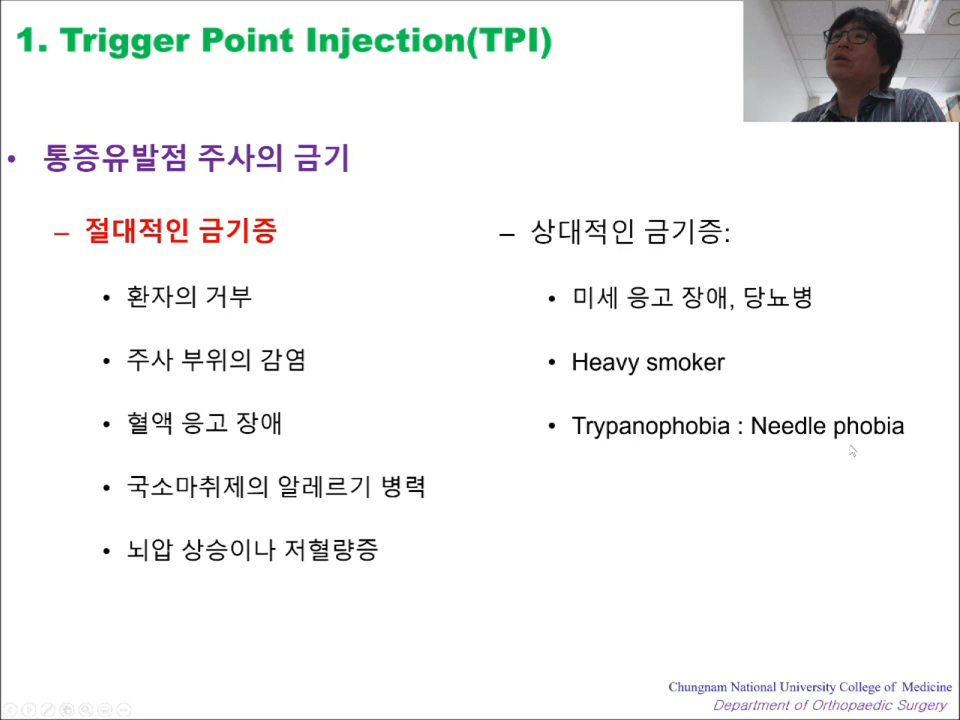 1. Trigger Point Injection(TPI)
• 통증유발점 주사의 금기
– 절대적인 금기증
• 환자의 거부
• 주사 부위의 감염
• 혈액 응고 장애
• 국소마취제의 알레르기 병력
• 뇌압 상승이나 저혈량증
– 상대적인 금기증:
• 미세 응고 장애, 당뇨병
• Heavy smoker
• Trypanophobia : Needle phobia
Chungnam National University College of Medicine
Department of Orthopaedic Surgery